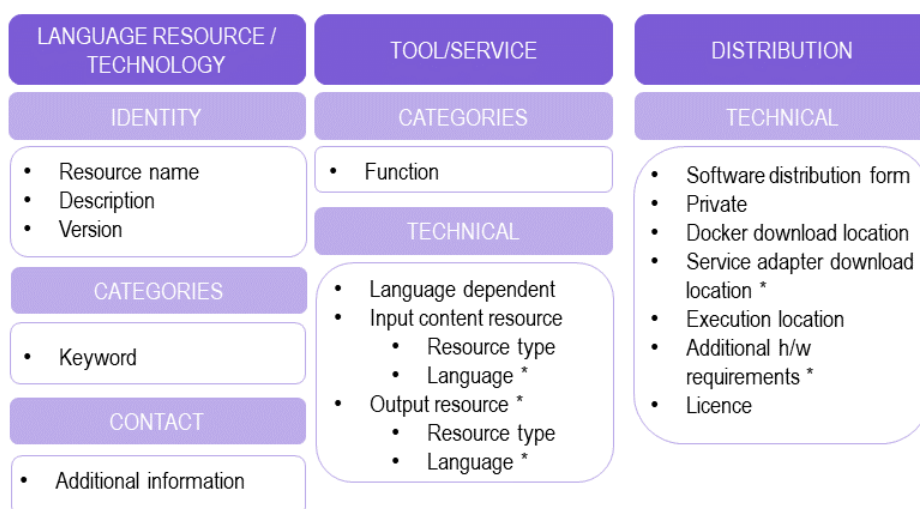 LANGUAGE RESOURCE /
TECHNOLOGY
IDENTITY
• Resource name
• Description
• Version
CATEGORIES
• Keyword
CONTACT
• Additional information
TOOL/SERVICE
CATEGORIES
• Function
TECHNICAL
• Language dependent
• Input content resource
• Resource type
• Language *
• Output resource *
• Resource type
• Language *
DISTRIBUTION
TECHNICAL
• Software distribution form
• Private
• Docker download location
• Service adapter download
location *
• Execution location
• Additional h/w
requirements *
• Licence